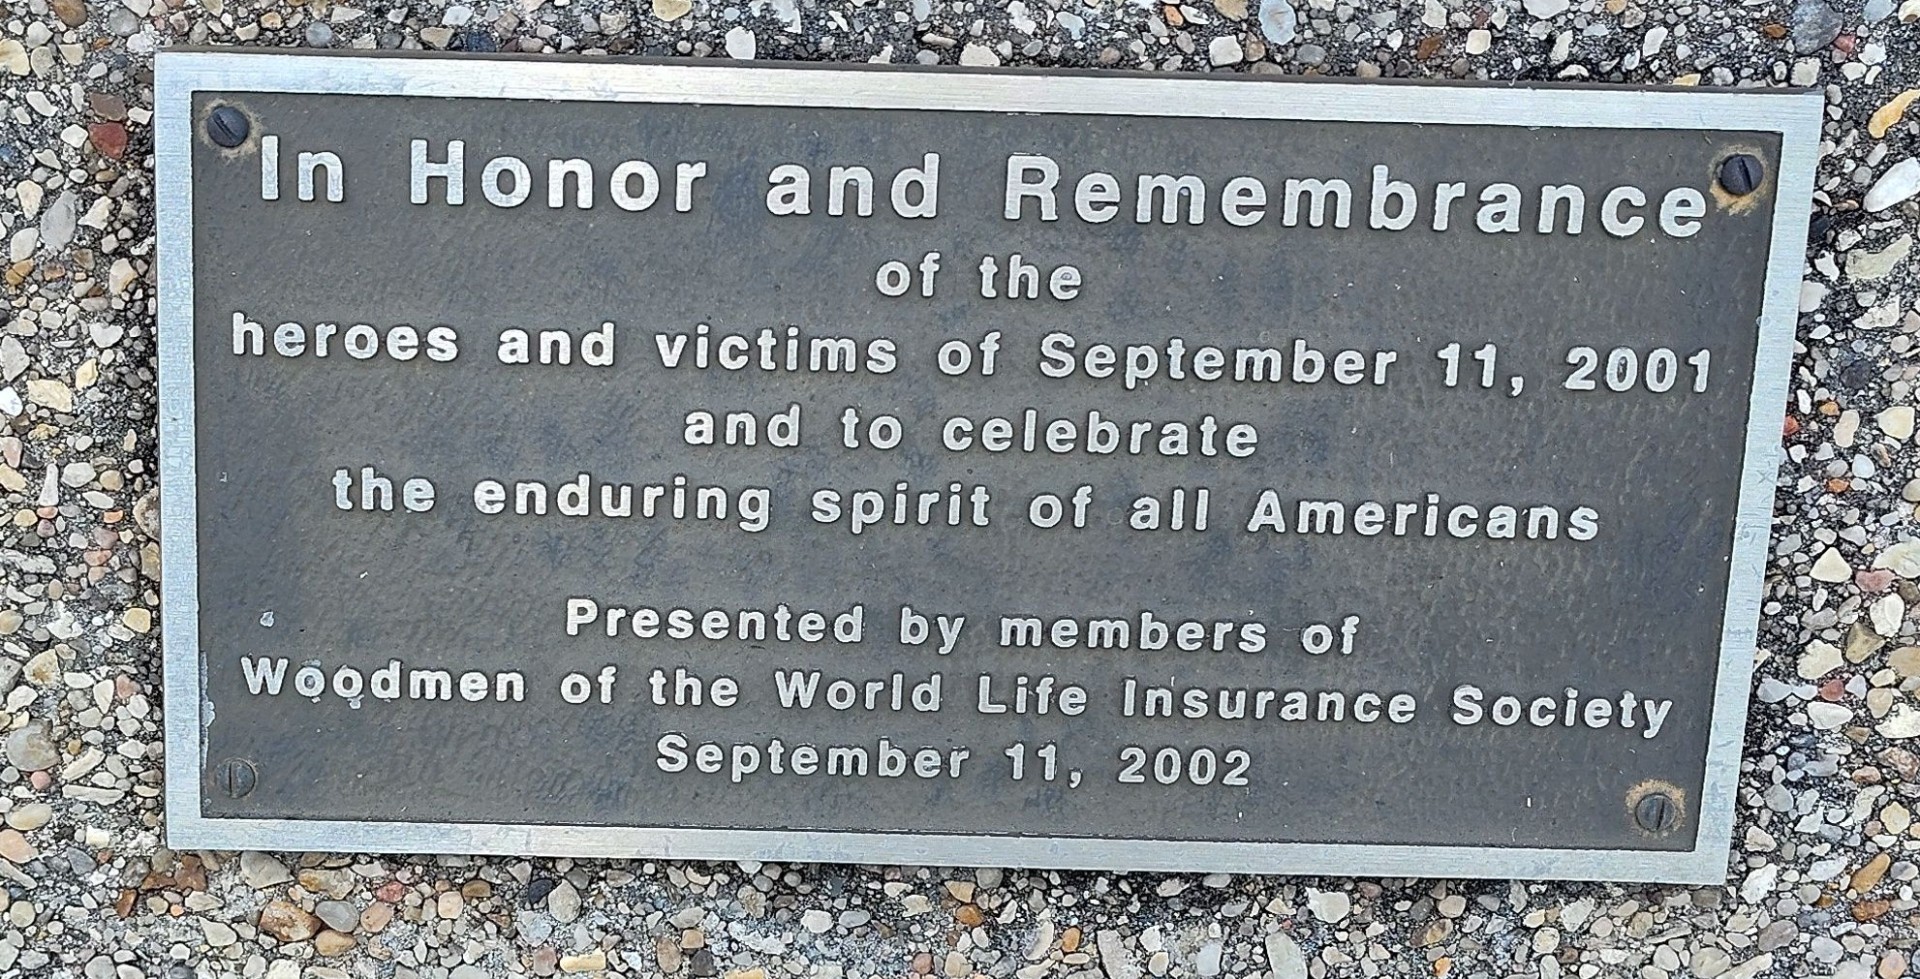 In Honor and Remembrance
of the
heroes and victims of September 11, 2001
and to celebrate
the enduring spirit of all Americans
Presented by members of
Woodmen of the World Life Insurance Society
September 11, 2002